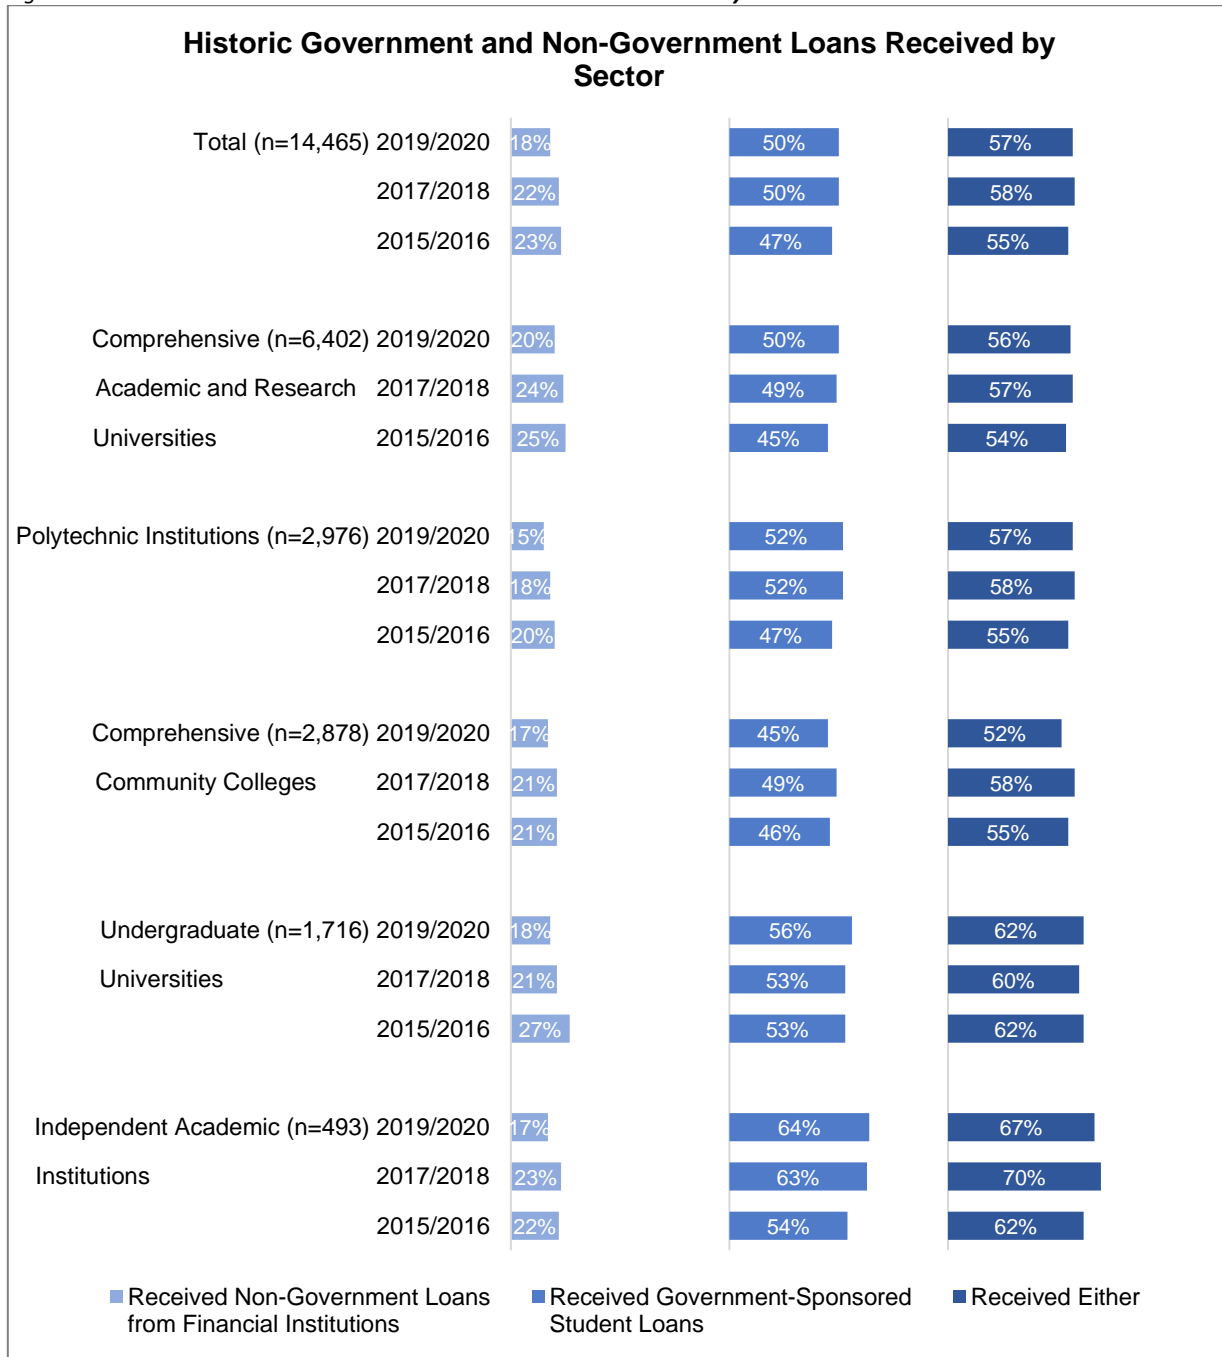 Historic Government and Non-Government Loans Received by
Sector
Total (n=14,465) 2019/2020 18% 50% 57%
2017/2018 22% 50% 58%
2015/2016 23% 47% 55%
Comprehensive (n=6,402) 2019/2020 20% 50% 56%
Academic and Research 2017/2018 24% 49% 57%
Universities 2015/2016 25% 45% 54%
Polytechnic Institutions (n=2,976) 2019/2020 15% 52% 57%
2017/2018 18% 52% 58%
2015/2016 20% 47% 55%
Comprehensive (n=2,878) 2019/2020 17% 45% 52%
Community Colleges 2017/2018 21% 49% 58%
2015/2016 21% 46% 55%
Undergraduate (n=1,716) 2019/2020 18% 56% 62%
Universities 2017/2018 21% 53% 60%
2015/2016 27% 53% 62%
Independent Academic (n=493) 2019/2020 17% 64% 67%
Institutions 2017/2018 23% 63% 70%
2015/2016 22% 54% 62%
Received Non-Government Loans
from Financial Institutions
Received Government-Sponsored
Student Loans
Received Either